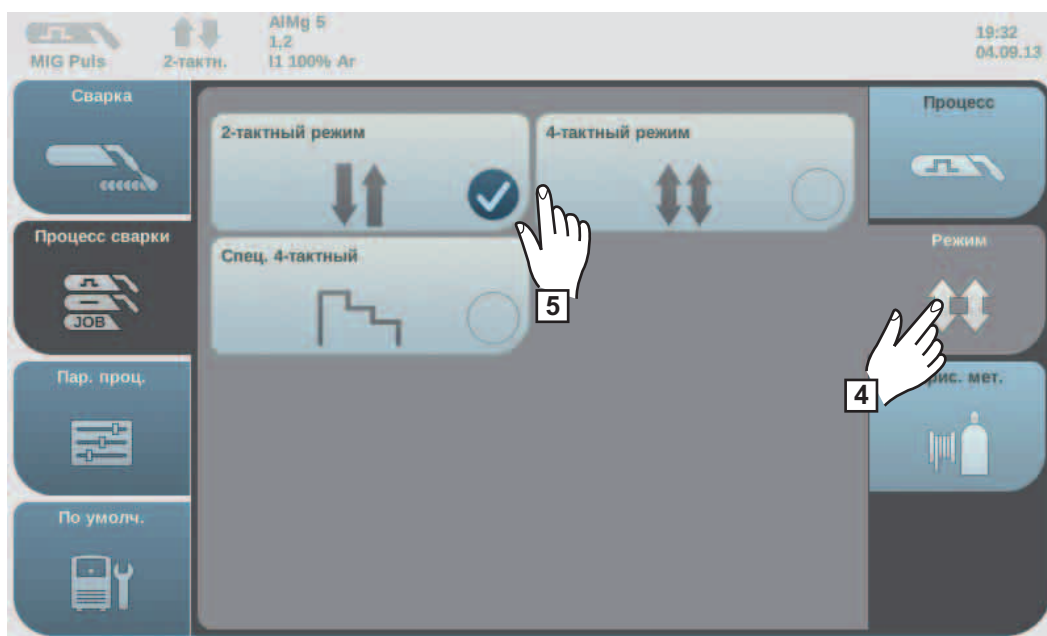 AlMg 5
1,2
I1 100% Ar
MIG Puls
2-тактн.
19:32
04.09.13
Сварка
Процесс сварки
JOB
Пар. проц.
По умолч.
2-тактный режим
4-тактный режим
Спец. 4-тактный
5
Процесс
Режим
4
рис. мет.